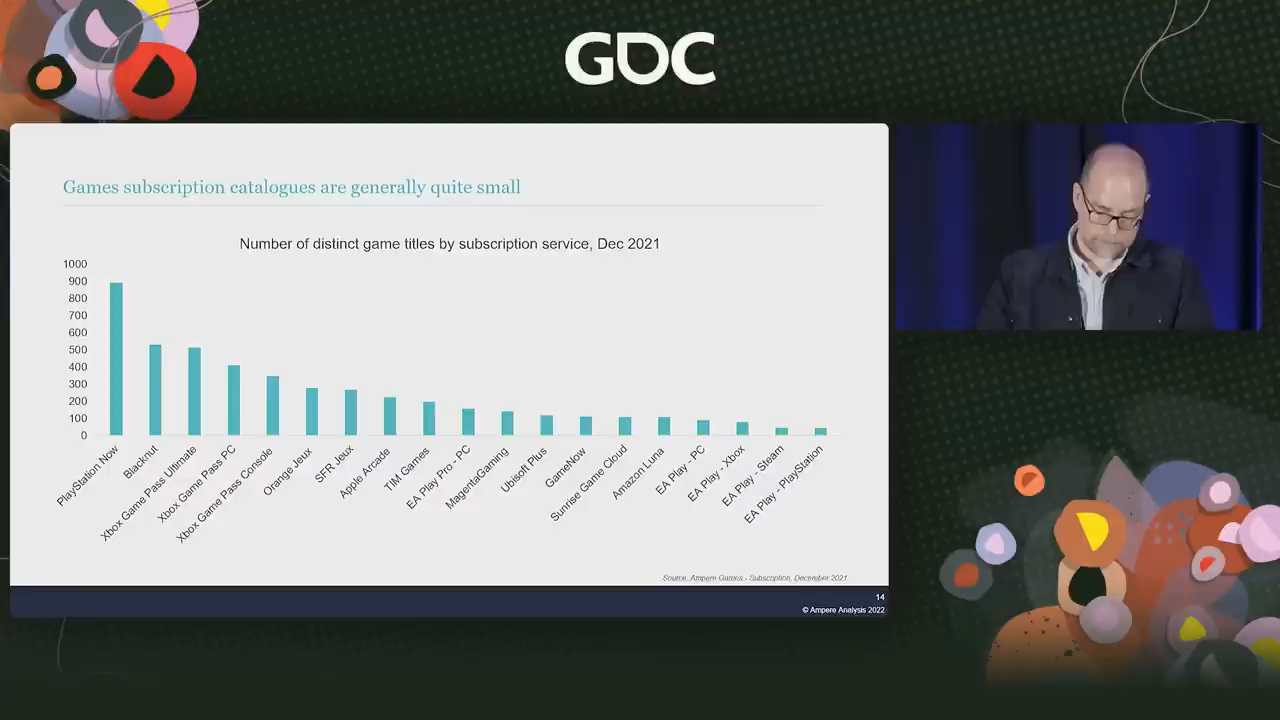 GDC
Games subscription catalogues are generally quite small
Number of distinct game titles by subscription service, Dec 2021
1000
900
800
700
600
500
400
300
200
100
0
PlayStation Now
Blacknut
Xbox Game Pass Ultimate
Xbox Game Pass PC
Xbox Game Pass Console
Orange Jeux
SFR Jeux
Apple Arcade
TIM Games
EA Play Pro - PC
MagentaGaming
Ubisoft Plus
GameNow
Sunrise Game Cloud
Amazon Luna
EA Play - PC
EA Play - Xbox
EA Play - Steam
EA Play - PlayStation
Source: Ampere Games - Subscription, December 2021
14
© Ampere Analysis 2022